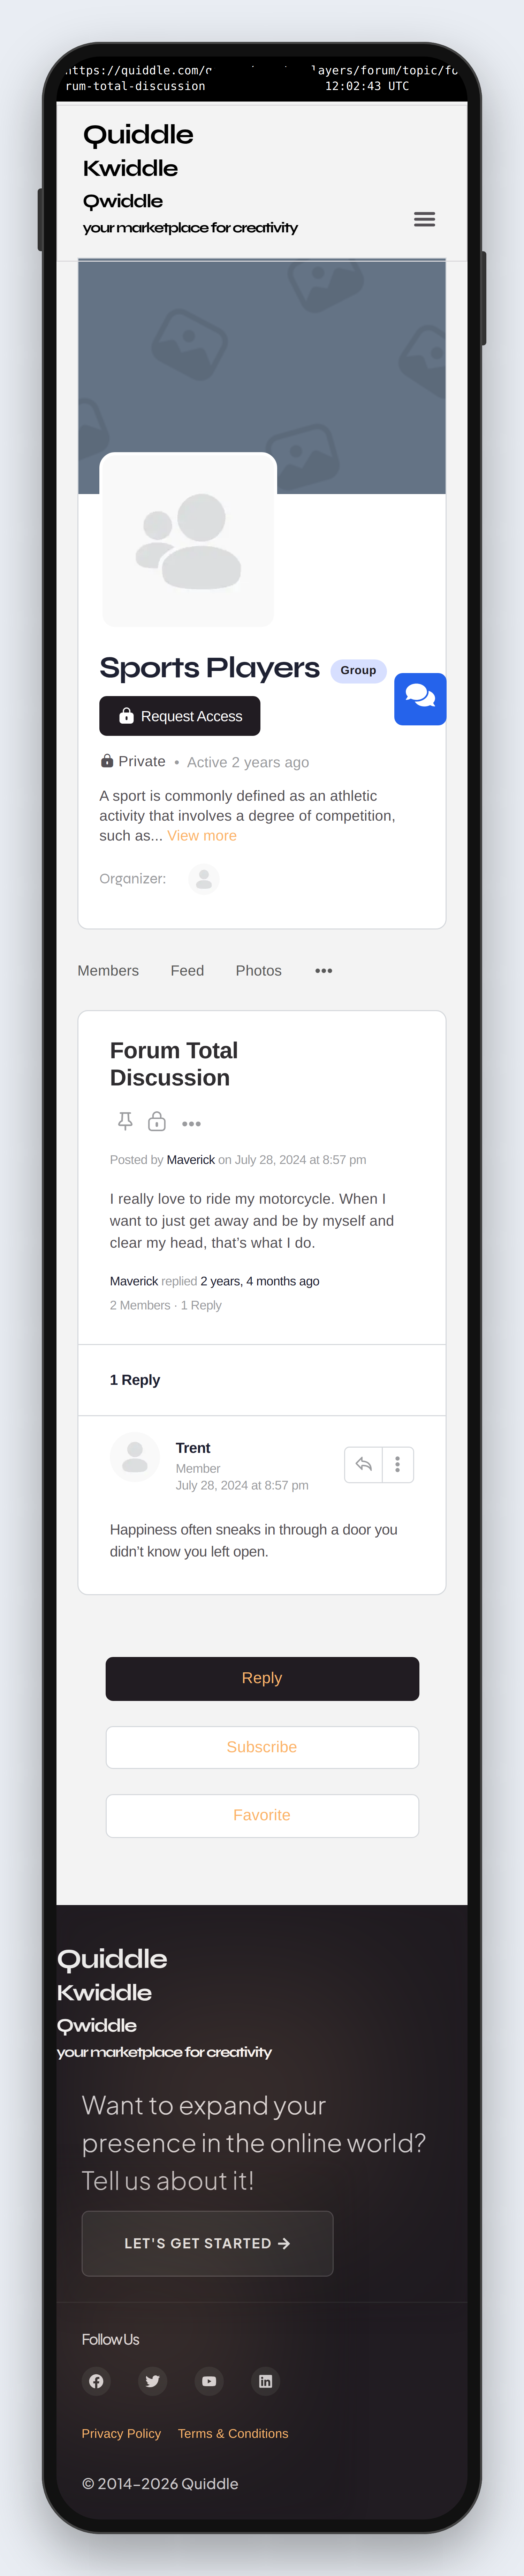 https://quiddle.com/g layers/forum/topic/fo
rum-total-discussion 12:02:43 UTC
Quiddle
Kwiddle
Qwiddle
your marketplace for creativity
Sports Players Group
Request Access
Private • Active 2 years ago
A sport is commonly defined as an athletic
activity that involves a degree of competition,
such as... View more
Organizer:
Members Feed Photos
Forum Total
Discussion
Posted by Maverick on July 28, 2024 at 8:57 pm
I really love to ride my motorcycle. When I
want to just get away and be by myself and
clear my head, that’s what I do.
Maverick replied 2 years, 4 months ago
2 Members · 1 Reply
1 Reply
Trent
Member
July 28, 2024 at 8:57 pm
Happiness often sneaks in through a door you
didn’t know you left open.
Reply
Subscribe
Favorite
Quiddle
Kwiddle
Qwiddle
your marketplace for creativity
Want to expand your
presence in the online world?
Tell us about it!
LET'S GET STARTED →
Follow Us
Privacy Policy Terms & Conditions
© 2014–2026 Quiddle